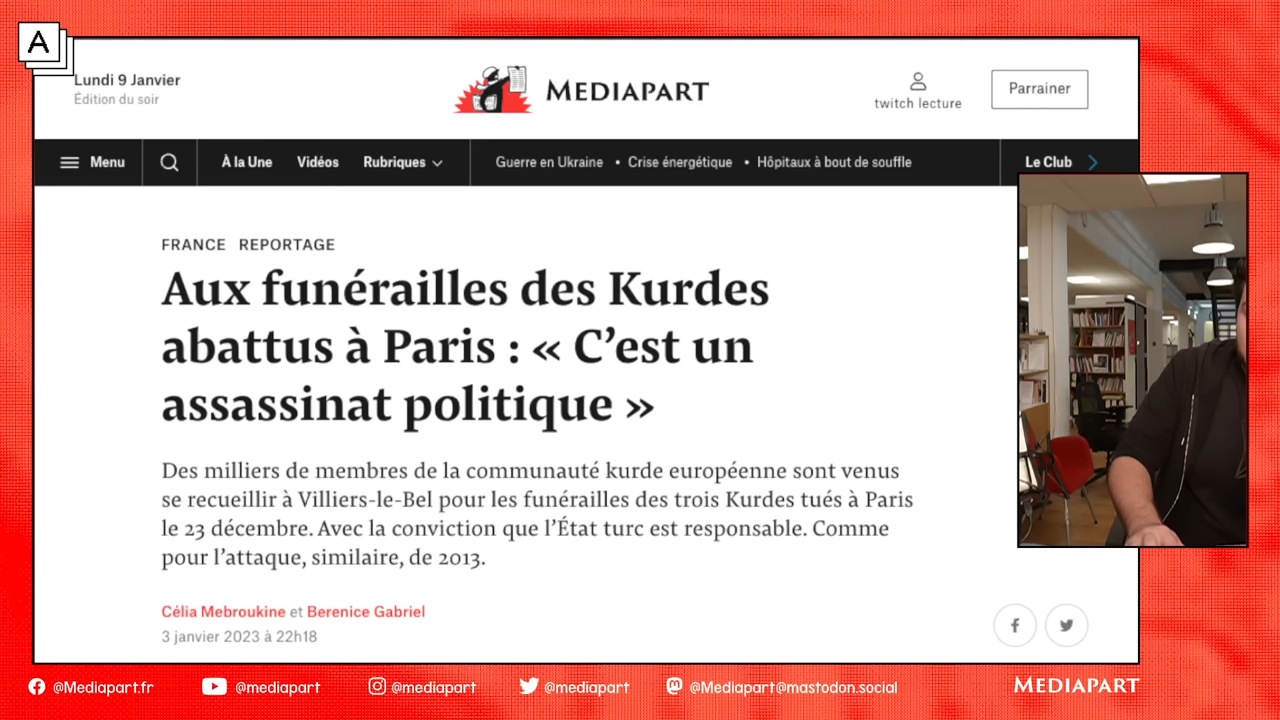 A
Lundi 9 Janvier
Édition du soir
MEDIAPART
twitch lecture
Parrainer
Menu
À la Une Vidéos Rubriques
Guerre en Ukraine • Crise énergétique • Hôpitaux à bout de souffle
Le Club
FRANCE REPORTAGE
Aux funérailles des Kurdes
abattus à Paris : « C’est un
assassinat politique »
Des milliers de membres de la communauté kurde européenne sont venus
se recueillir à Villiers-le-Bel pour les funérailles des trois Kurdes tués à Paris
le 23 décembre. Avec la conviction que l’État turc est responsable. Comme
pour l’attaque, similaire, de 2013.
Célia Mebroukine et Berenice Gabriel
3 janvier 2023 à 22h18
@Mediapart.fr @mediapart @mediapart @mediapart @Mediapart@mastodon.social MEDIAPART